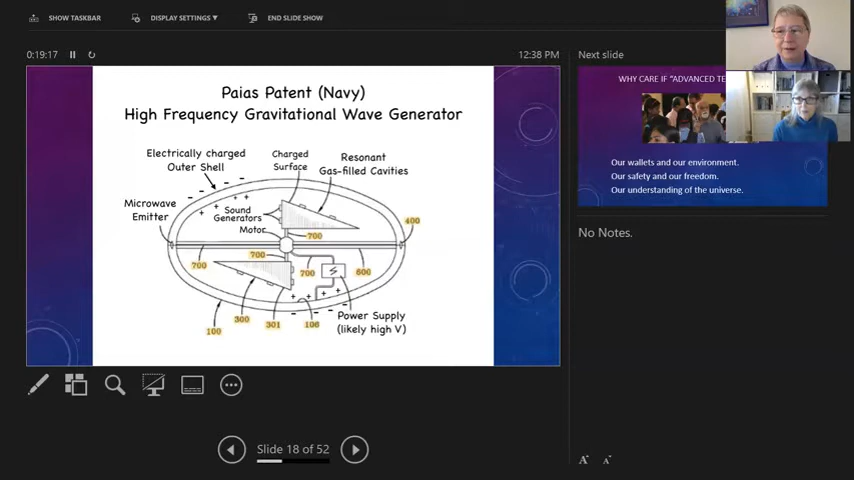 SHOW TASKBAR
DISPLAY SETTINGS ▼
END SLIDE SHOW
0:19:17
12:38 PM
Next slide
Paias Patent (Navy)
High Frequency Gravitational Wave Generator
Electrically charged
Outer Shell
Charged
Surface
Resonant
Gas-filled Cavities
Microwave
Emitter
Sound
Generators
Motor
400
700
700
700
700
600
Power Supply
(likely high V)
100
300
301
106
WHY CARE IF "ADVANCED TE
Our wallets and our environment.
Our safety and our freedom.
Our understanding of the universe.
No Notes.
Slide 18 of 52
A A